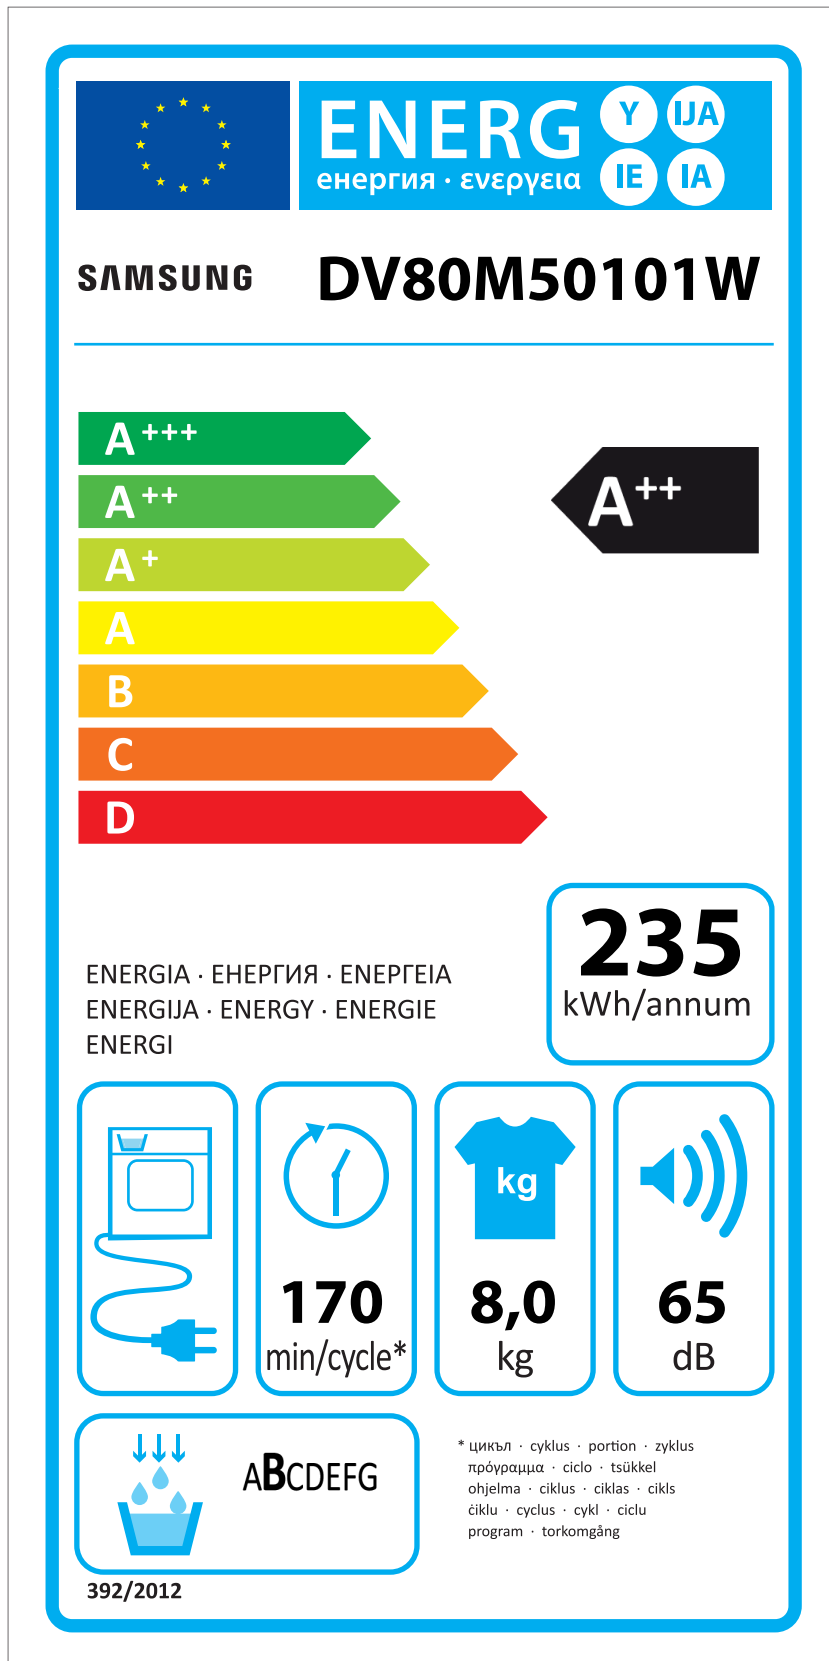 ENERG Y IJA
енергия · ενεργεια IE IA
SAMSUNG DV80M50101W
A+++
A++
A++
A+
A
B
C
D
235
kWh/annum
ENERGIA · ЕНЕРГИЯ · ΕΝΕΡΓΕΙΑ
ENERGIJA · ENERGY · ENERGIE
ENERGI
kg
170
min/cycle*
8,0
kg
65
dB
ABCDEFG
* цикъл · cyklus · portion · zyklus
πρόγραμμα · ciclo · tsükkel
ohjelma · ciklus · ciklas · cikls
ċiklu · cyclus · cykl · ciclu
program · torkomgång
392/2012